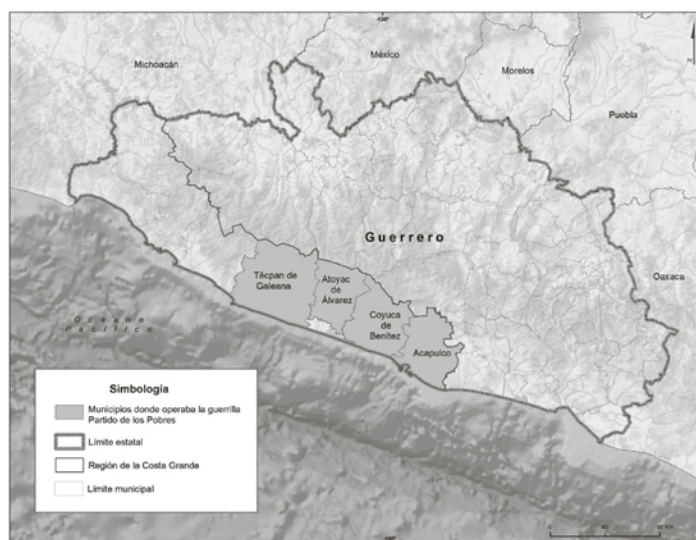 México
Michoacán
Morelos
Puebla
Guerrero
Oaxaca
Técpan de
Galeana
Atoyac
de
Álvarez
Coyuca
de
Benítez
Acapulco
Océano
Pacífico
Simbología
Municipios donde operaba la guerrilla
Partido de los Pobres
Límite estatal
Región de la Costa Grande
Límite municipal